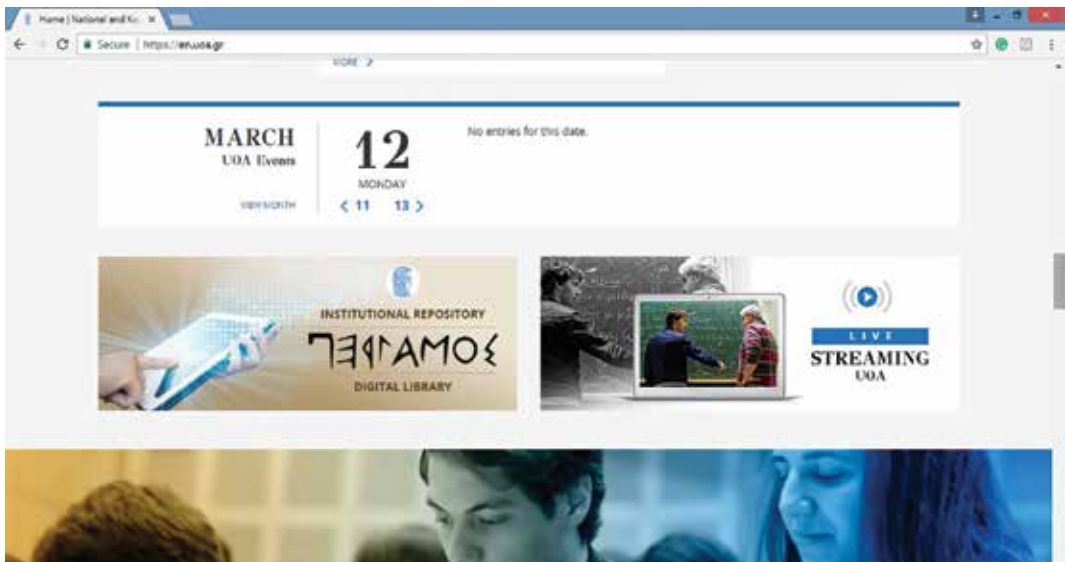 Home | National and K
Secure | https://en.uoa.gr
MORE >
MARCH
UOA Events
VIEW MONTH
12
MONDAY
< 11 13 >
No entries for this date.
INSTITUTIONAL REPOSITORY
DIGITAL LIBRARY
LIVE
STREAMING
UOA